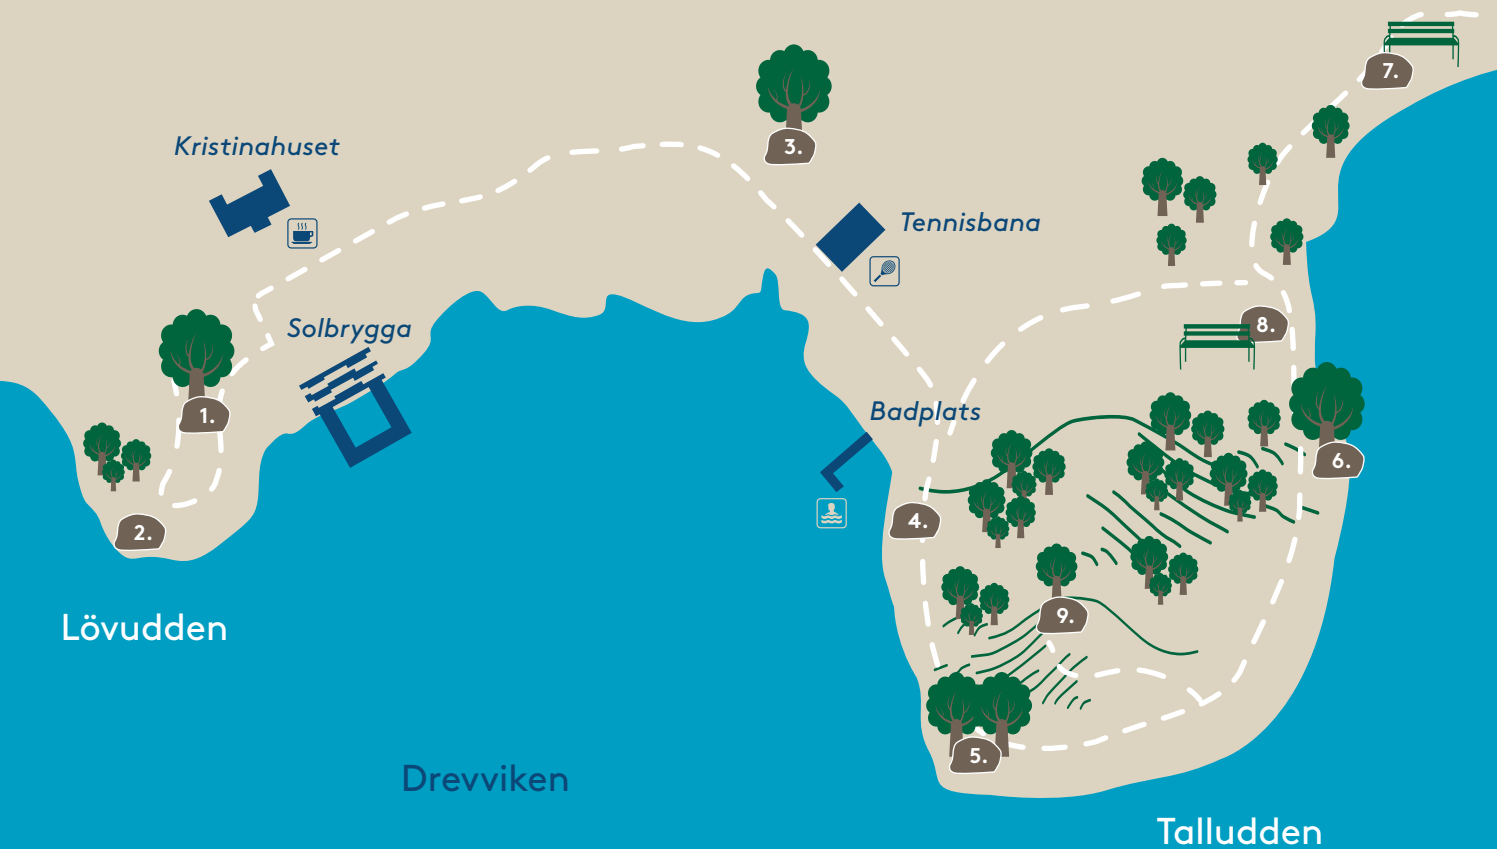 7.
Kristinahuset
3.
Tennisbana
Solbrygga
8.
1.
Badplats
6.
4.
2.
9.
Lövudden
5.
Drevviken
Talludden